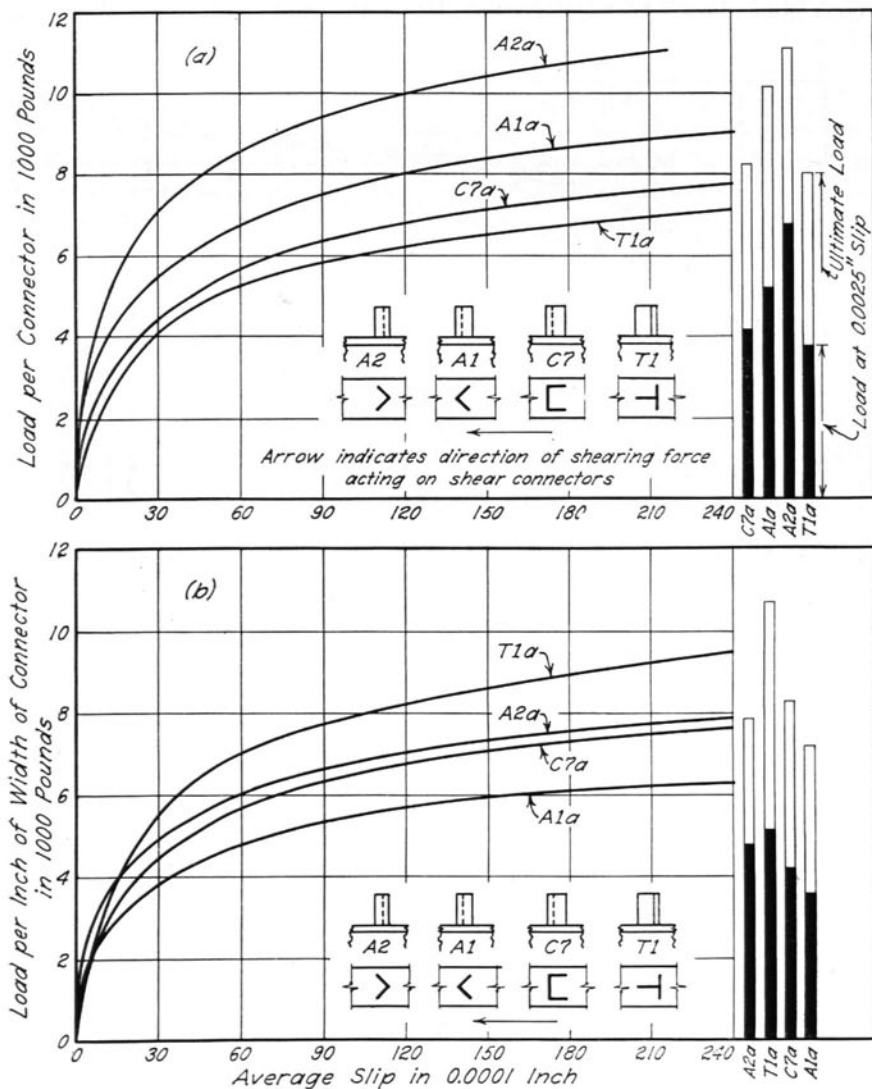 12
10
8
6
4
2
0
Load per Connector in 1000 Pounds
(a)
A2a
A1a
C7a
T1a
A2 A1 C7 T1
Arrow indicates direction of shearing force
acting on shear connectors
0 30 60 90 120 150 180 210 240
C7a A1a A2a T1a
Ultimate Load
Load at 0.0025" Slip
12
10
8
6
4
2
0
Load per Inch of Width of Connector
in 1000 Pounds
(b)
T1a
A2a
C7a
A1a
A2 A1 C7 T1
0 30 60 90 120 150 180 210 240
A2a T1a C7a A1a
Average Slip in 0.0001 Inch